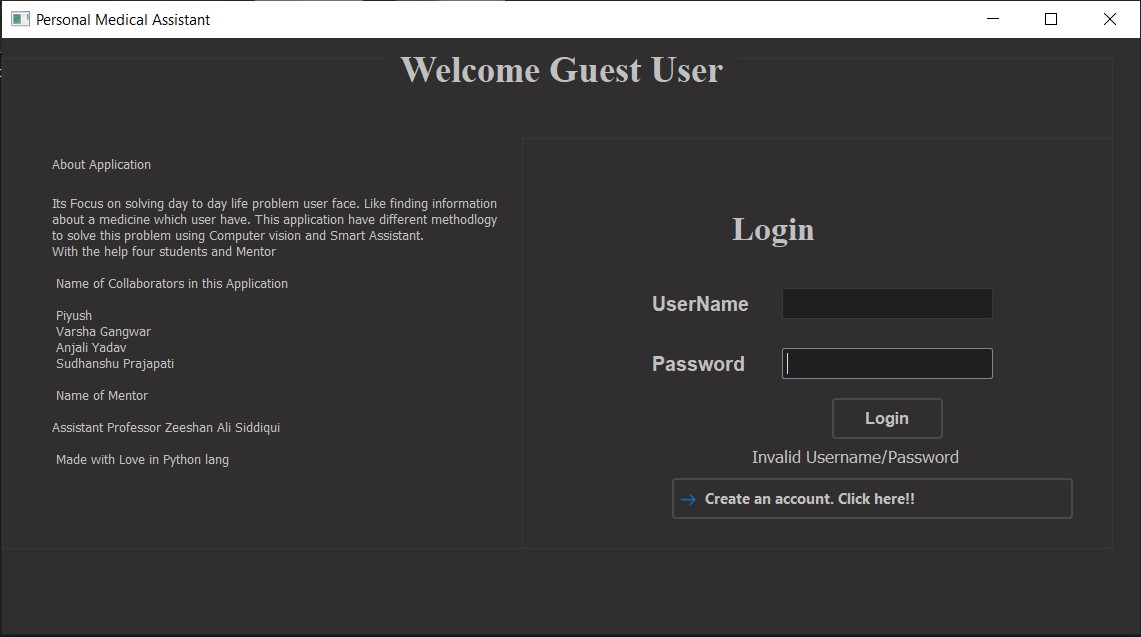 Personal Medical Assistant
Welcome Guest User
About Application
Its Focus on solving day to day life problem user face. Like finding information
about a medicine which user have. This application have different methodlogy
to solve this problem using Computer vision and Smart Assistant.
With the help four students and Mentor
Name of Collaborators in this Application
Piyush
Varsha Gangwar
Anjali Yadav
Sudhanshu Prajapati
Name of Mentor
Assistant Professor Zeeshan Ali Siddiqui
Made with Love in Python lang
Login
UserName
Password
Login
Invalid Username/Password
Create an account. Click here!!